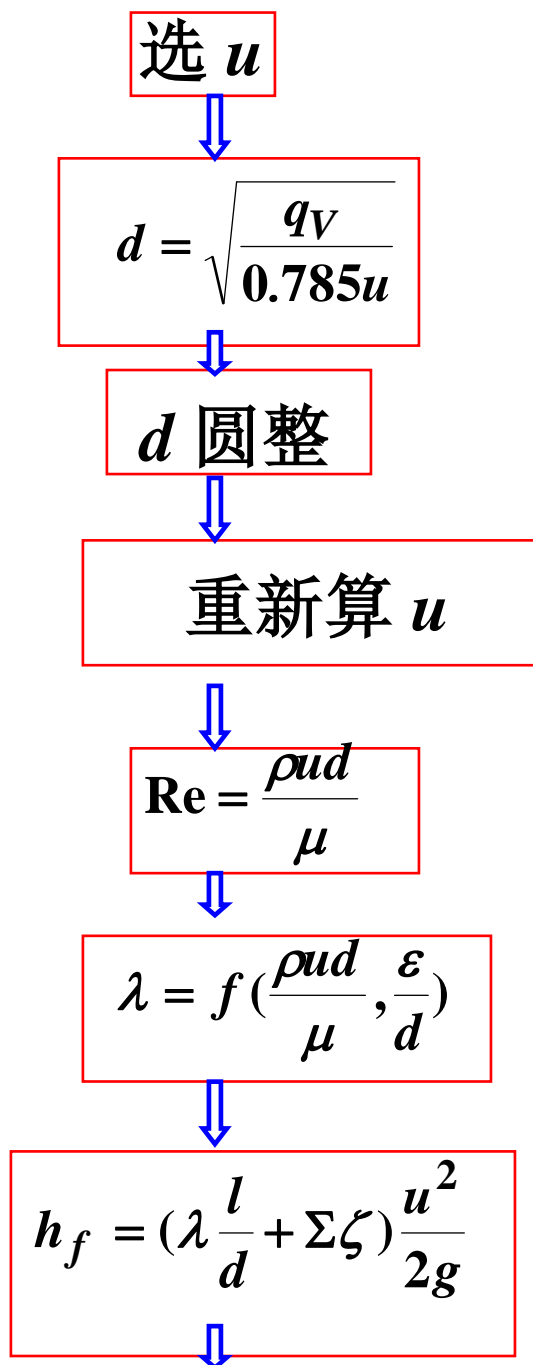 选 u
d = √(q_V / 0.785u)
d 圆整
重新算 u
Re = ρud / μ
λ = f(ρud / μ , ε / d)
h_f = (λ l / d + Σζ) u² / 2g